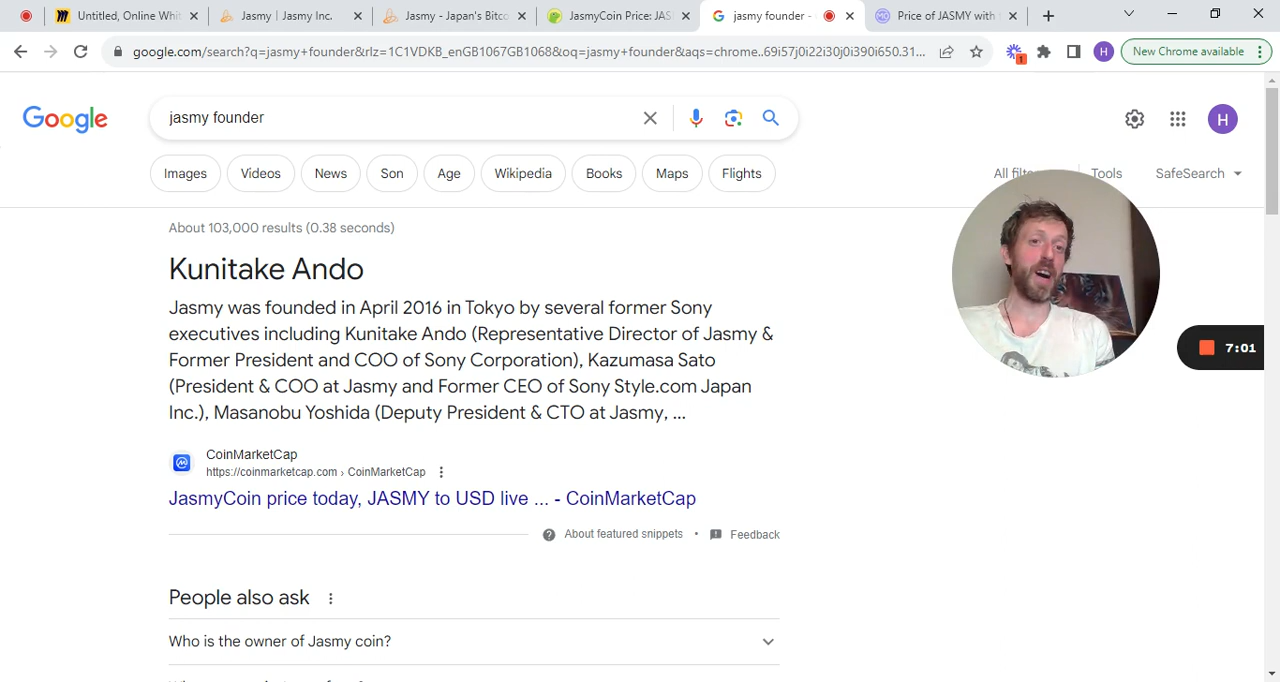 Untitled, Online Whit
Jasmy | Jasmy Inc.
Jasmy - Japan's Bitco
JasmyCoin Price: JAS
jasmy founder -
Price of JASMY with
google.com/search?q=jasmy+founder&rlz=1C1VDKB_enGB1067GB1068&oq=jasmy+founder&aqs=chrome..69i57j0i22i30j0i390i650.31...
1
H
New Chrome available
Google
jasmy founder
H
Images
Videos
News
Son
Age
Wikipedia
Books
Maps
Flights
All filte
Tools
SafeSearch
About 103,000 results (0.38 seconds)
Kunitake Ando
Jasmy was founded in April 2016 in Tokyo by several former Sony
executives including Kunitake Ando (Representative Director of Jasmy &
Former President and COO of Sony Corporation), Kazumasa Sato
(President & COO at Jasmy and Former CEO of Sony Style.com Japan
Inc.), Masanobu Yoshida (Deputy President & CTO at Jasmy, ...
7:01
CoinMarketCap
https://coinmarketcap.com › CoinMarketCap
JasmyCoin price today, JASMY to USD live ... - CoinMarketCap
About featured snippets • Feedback
People also ask
Who is the owner of Jasmy coin?